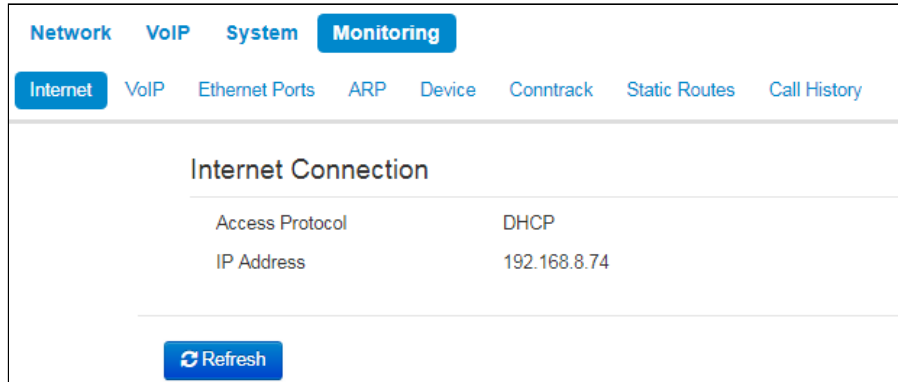 Network VoIP System Monitoring
Internet VoIP Ethernet Ports ARP Device Conntrack Static Routes Call History
Internet Connection
Access Protocol DHCP
IP Address 192.168.8.74
Refresh